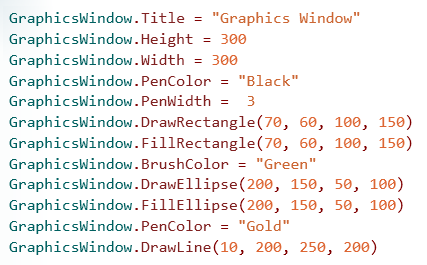 GraphicsWindow.Title = "Graphics Window"
GraphicsWindow.Height = 300
GraphicsWindow.Width = 300
GraphicsWindow.PenColor = "Black"
GraphicsWindow.PenWidth =  3
GraphicsWindow.DrawRectangle(70, 60, 100, 150)
GraphicsWindow.FillRectangle(70, 60, 100, 150)
GraphicsWindow.BrushColor = "Green"
GraphicsWindow.DrawEllipse(200, 150, 50, 100)
GraphicsWindow.FillEllipse(200, 150, 50, 100)
GraphicsWindow.PenColor = "Gold"
GraphicsWindow.DrawLine(10, 200, 250, 200)